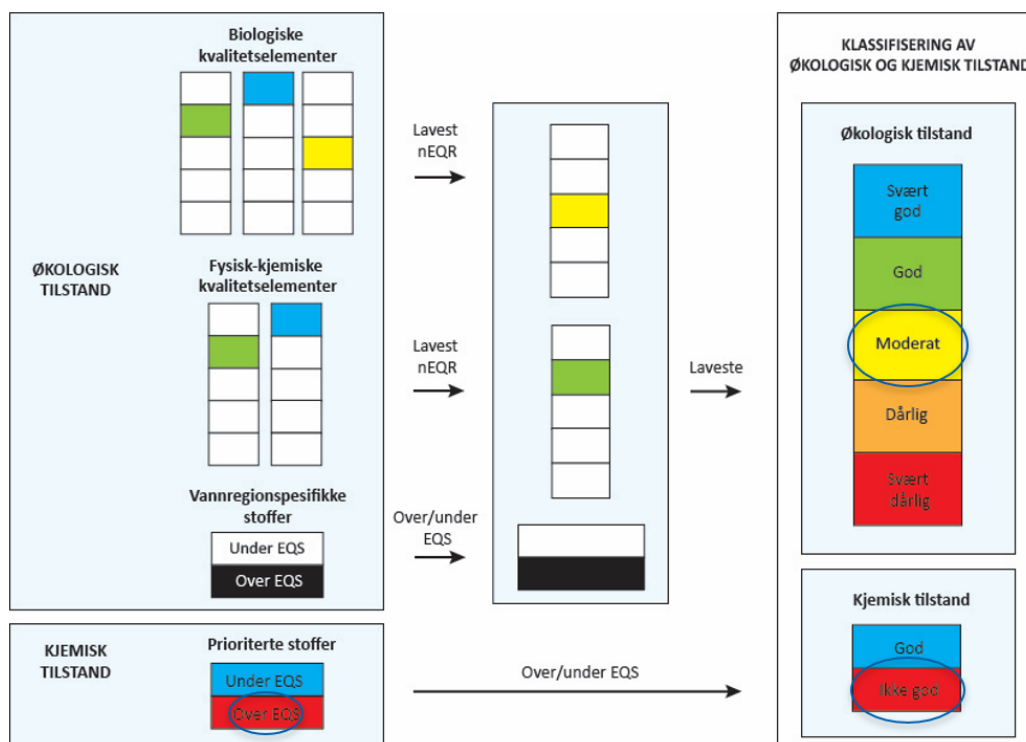 Biologiske
kvalitetselementer
ØKOLOGISK
TILSTAND
Fysisk-kjemiske
kvalitetselementer
Vannregionspesifikke
stoffer
Under EQS
Over EQS
Lavest
nEQR
Lavest
nEQR
Over/under
EQS
Laveste
KLASSIFISERING AV
ØKOLOGISK OG KJEMISK TILSTAND
Økologisk tilstand
Svært
god
God
Moderat
Dårlig
Svært
dårlig
KJEMISK
TILSTAND
Prioriterte stoffer
Under EQS
Over EQS
Over/under EQS
Kjemisk tilstand
God
Ikke god